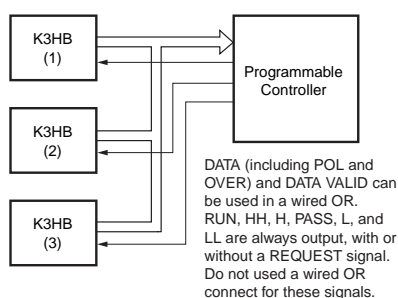 K3HB
(1)
Programmable
Controller
K3HB
(2)
K3HB
(3)
DATA (including POL and
OVER) and DATA VALID can
be used in a wired OR.
RUN, HH, H, PASS, L, and
LL are always output, with or
without a REQUEST signal.
Do not used a wired OR
connect for these signals.